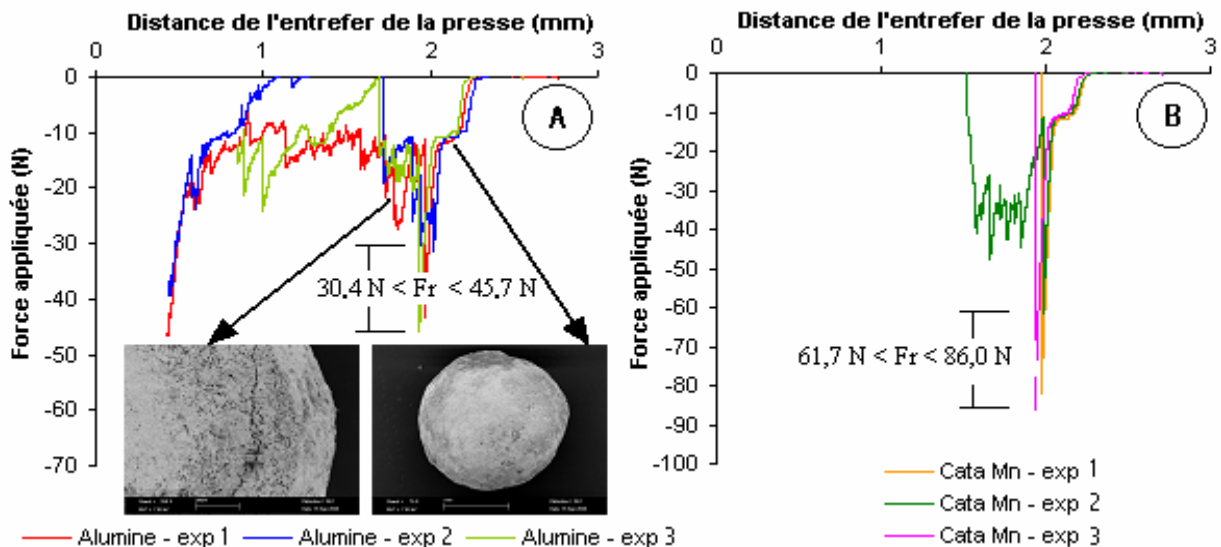 Distance de l'entrefer de la presse (mm)
0 1 2 3
0
-10
-20
-30
-40
-50
-60
-70
Force appliquée (N)
A
30.4 N < Fr < 45.7 N
Alumine - exp 1
Alumine - exp 2
Alumine - exp 3
Distance de l'entrefer de la presse (mm)
0 1 2 3
0
-10
-20
-30
-40
-50
-60
-70
-80
-90
-100
Force appliquée (N)
B
61,7 N < Fr < 86,0 N
Cata Mn - exp 1
Cata Mn - exp 2
Cata Mn - exp 3